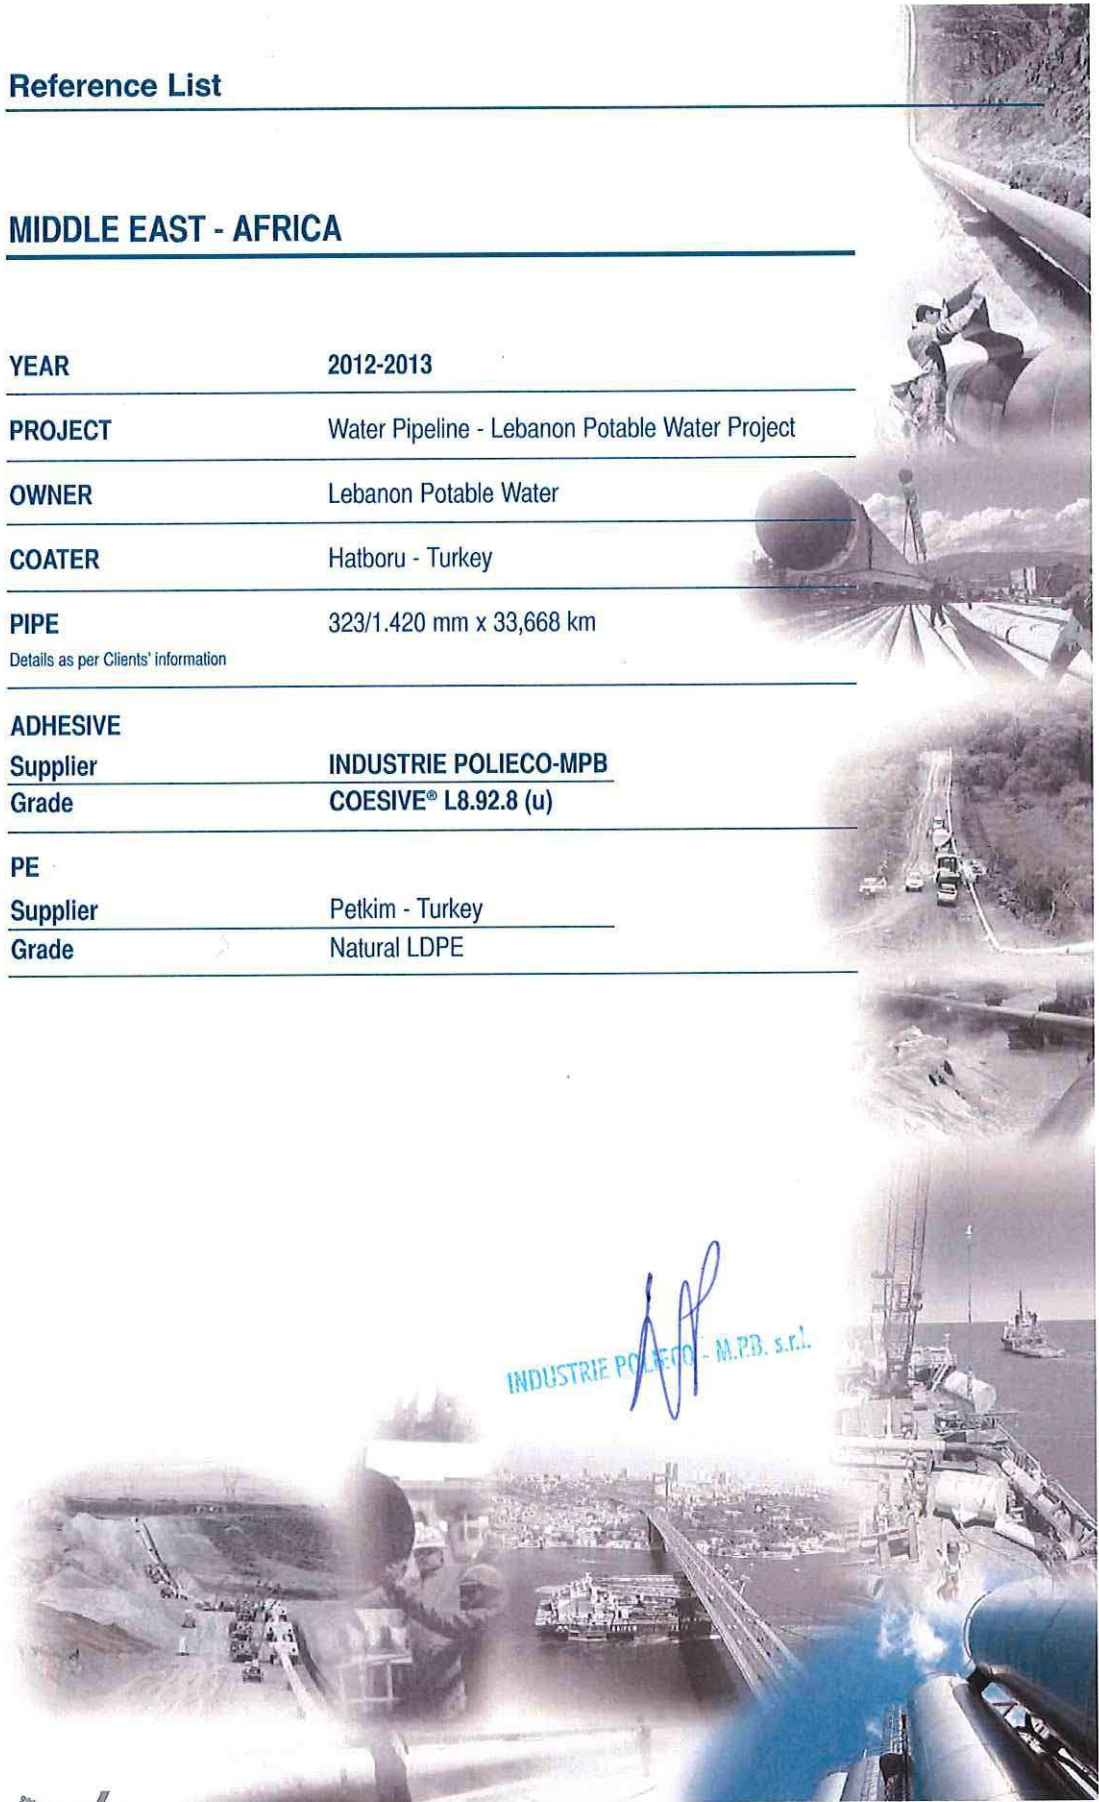 Reference List
MIDDLE EAST - AFRICA
YEAR 2012-2013
PROJECT Water Pipeline - Lebanon Potable Water Project
OWNER Lebanon Potable Water
COATER Hatboru - Turkey
PIPE 323/1.420 mm x 33,668 km
Details as per Clients' information
ADHESIVE
Supplier INDUSTRIE POLIECO-MPB
Grade COESIVE® L8.92.8 (u)
PE
Supplier Petkim - Turkey
Grade Natural LDPE
INDUSTRIE POLIECO - M.P.B. s.r.l.